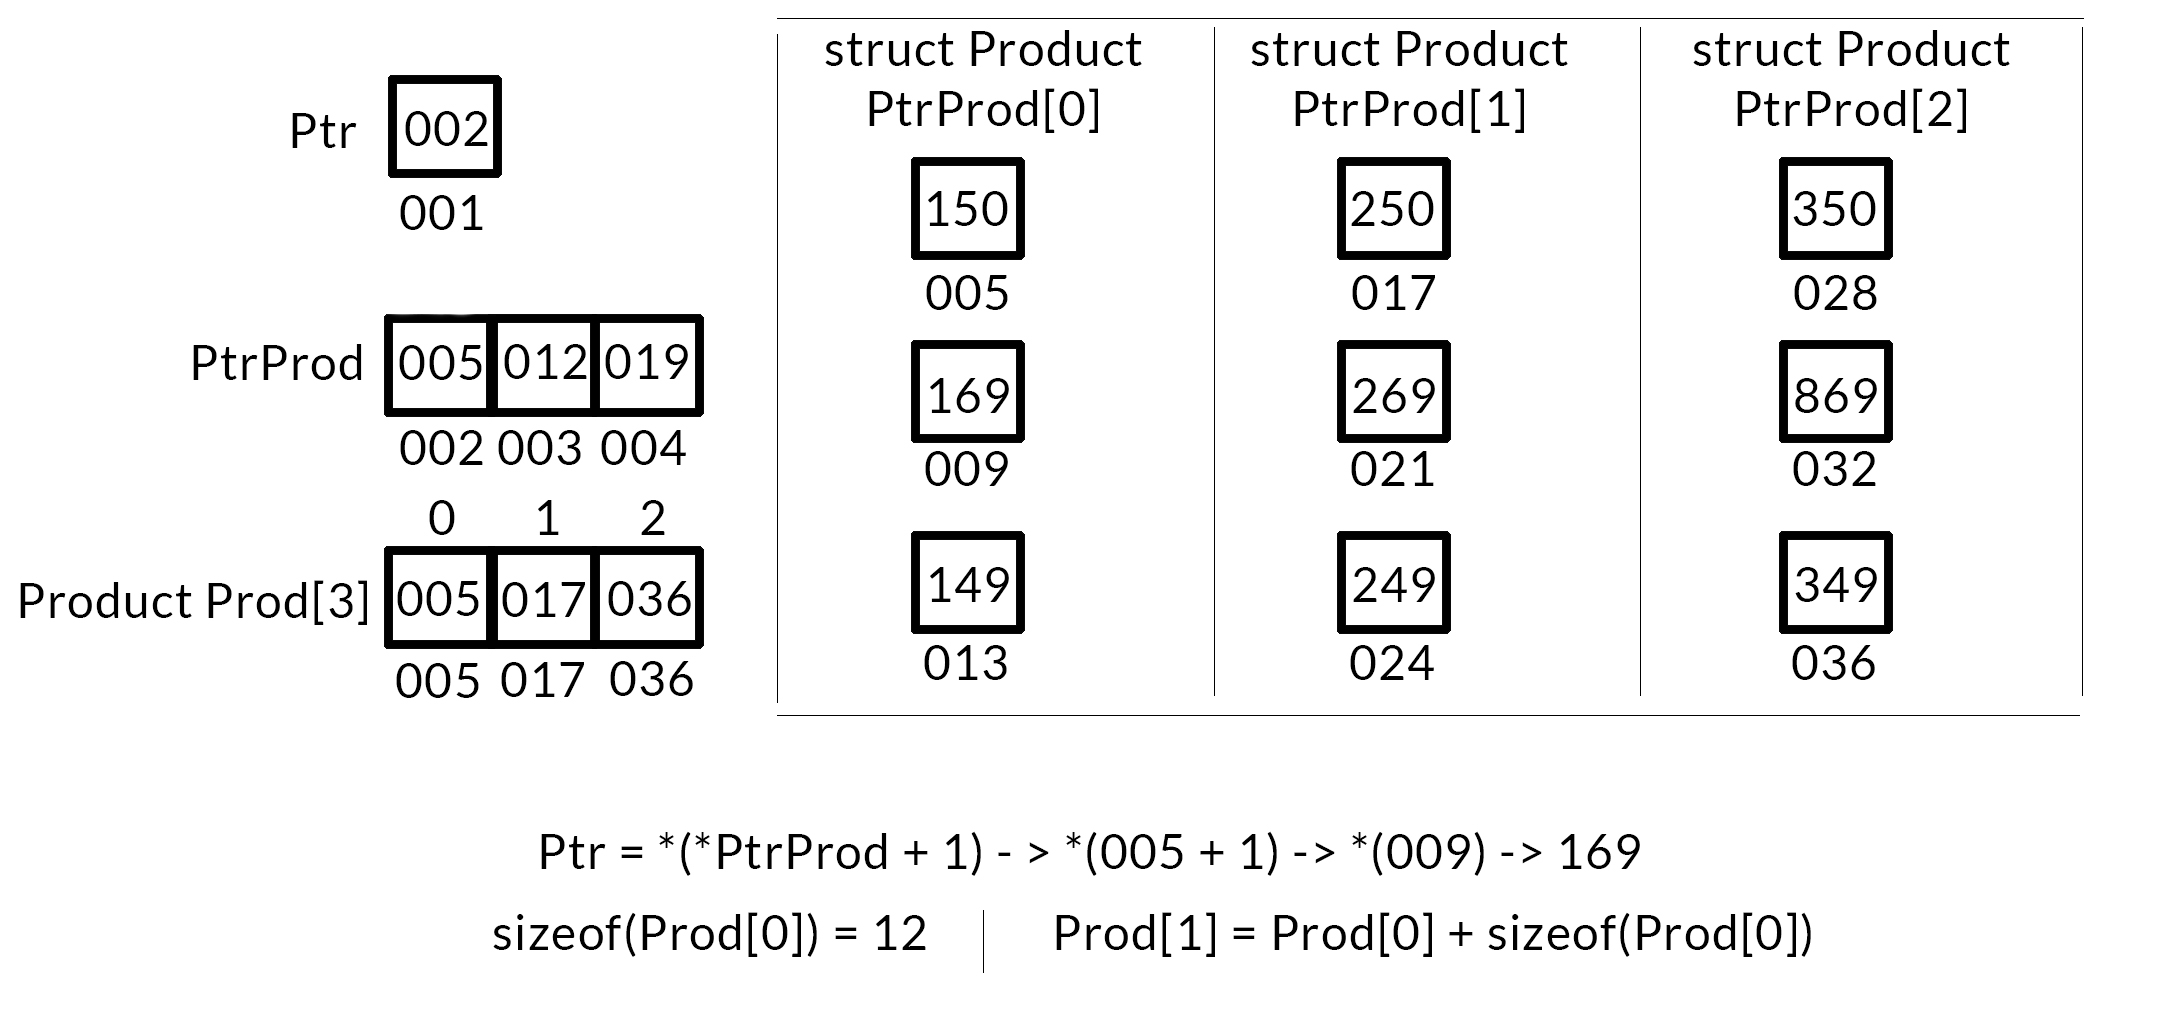 Ptr 002
001
PtrProd 005 012 019
002 003 004
0 1 2
Product Prod[3] 005 017 036
005 017 036
struct Product
PtrProd[0]
150
005
169
009
149
013
struct Product
PtrProd[1]
250
017
269
021
249
024
struct Product
PtrProd[2]
350
028
869
032
349
036
Ptr = *(*PtrProd + 1) - > *(005 + 1) -> *(009) -> 169
sizeof(Prod[0]) = 12
Prod[1] = Prod[0] + sizeof(Prod[0])